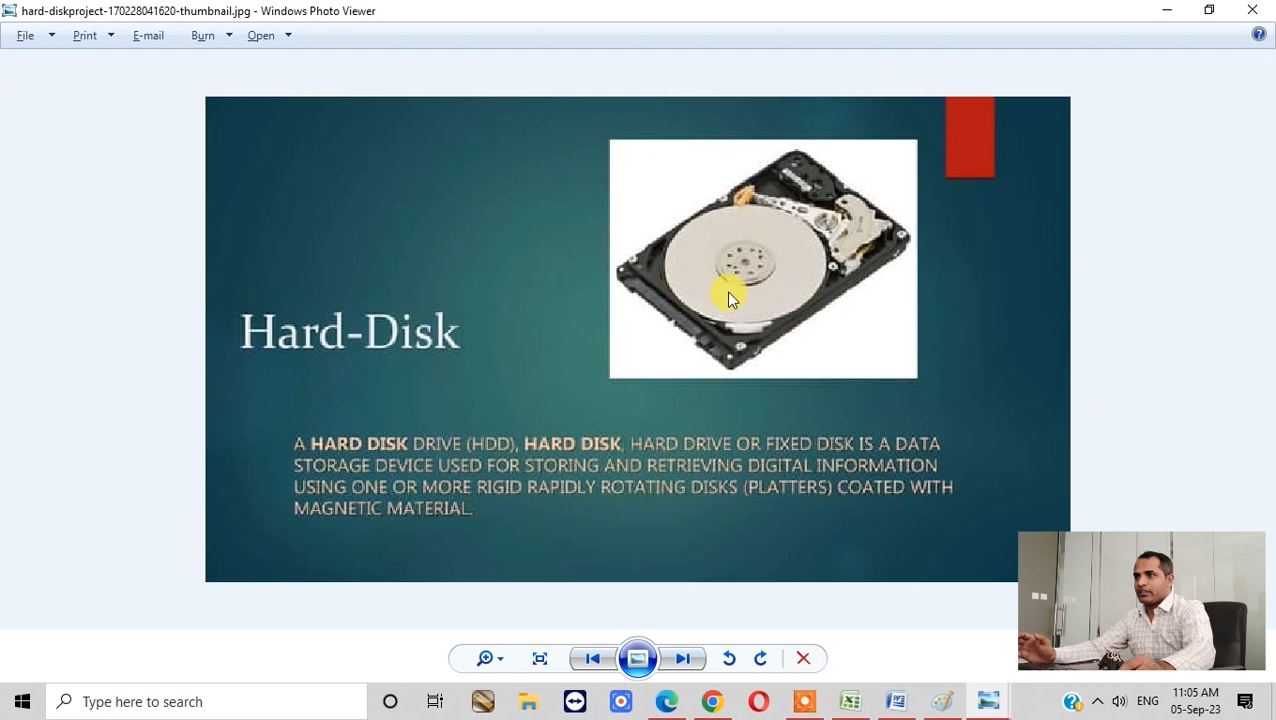 hard-diskproject-170228041620-thumbnail.jpg - Windows Photo Viewer
File Print E-mail Burn Open
Hard-Disk
A HARD DISK DRIVE (HDD), HARD DISK, HARD DRIVE OR FIXED DISK IS A DATA
STORAGE DEVICE USED FOR STORING AND RETRIEVING DIGITAL INFORMATION
USING ONE OR MORE RIGID RAPIDLY ROTATING DISKS (PLATTERS) COATED WITH
MAGNETIC MATERIAL.
Type here to search
ENG
11:05 AM
05-Sep-23